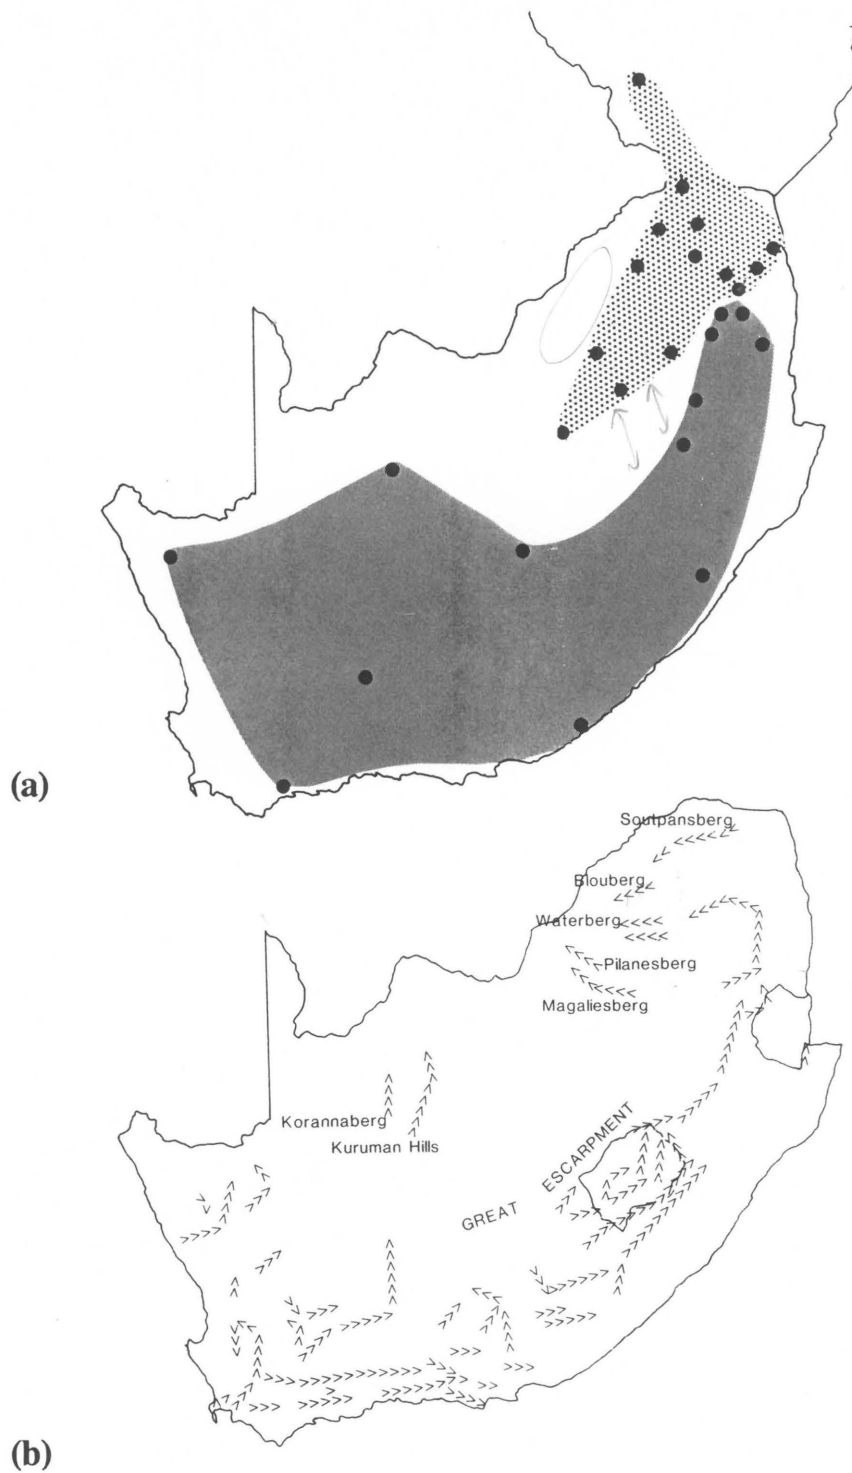 (a)
Soutpansberg
Blouberg
Waterberg
Pilanesberg
Magaliesberg
Korannaberg
Kuruman Hills
GREAT ESCARPMENT
(b)